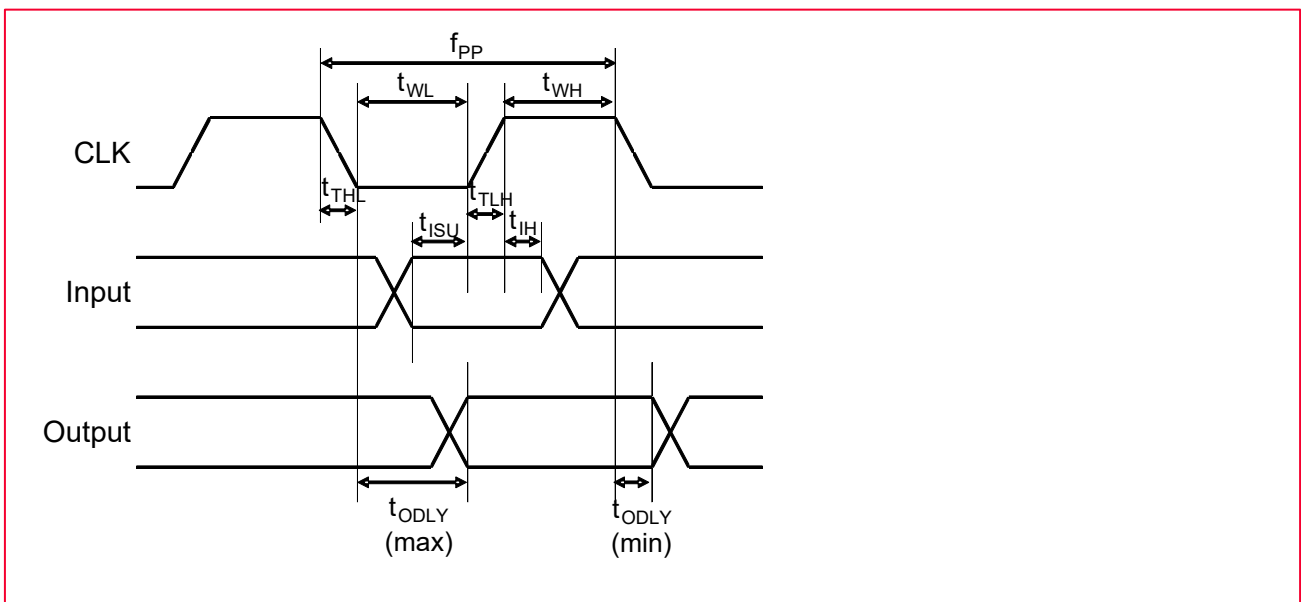 fPP
tWL
tWH
CLK
tTHL
tTLH
tISU
tIH
Input
Output
tODLY
(max)
tODLY
(min)